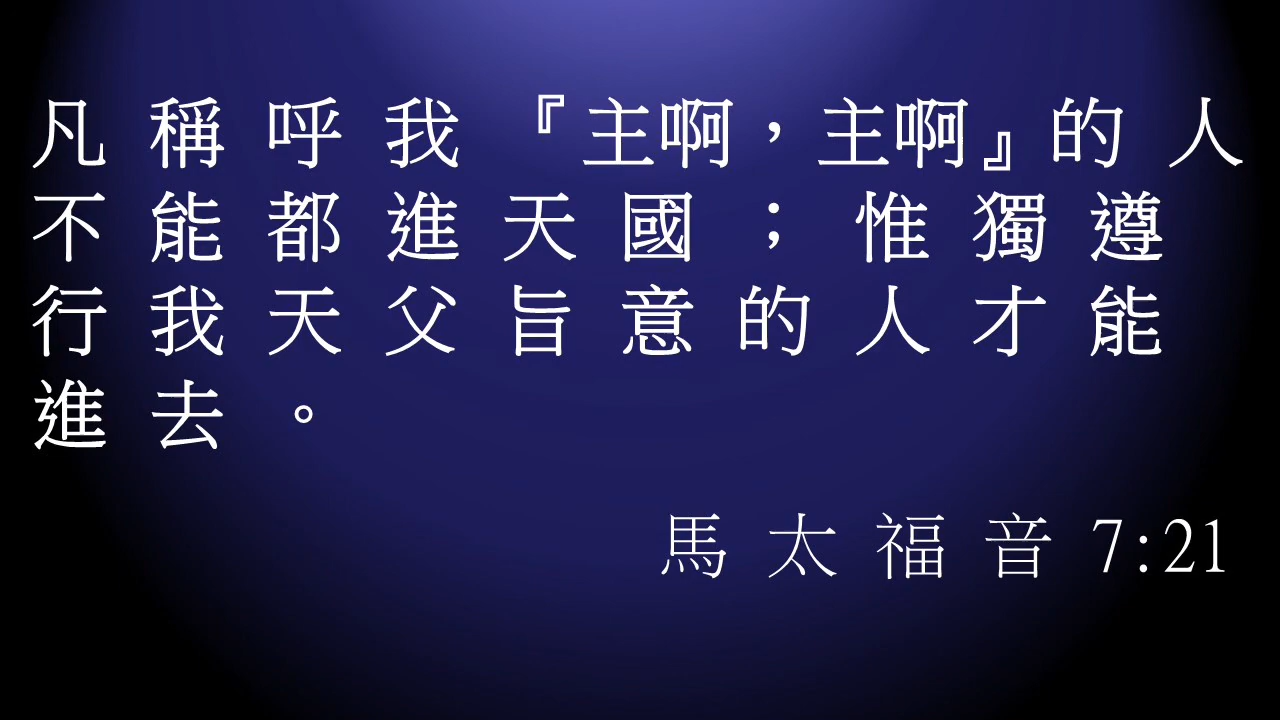 凡稱呼我『主啊，主啊』的人
不能都進天國；惟獨遵
行我天父旨意的人才能
進去。
馬太福音7:21